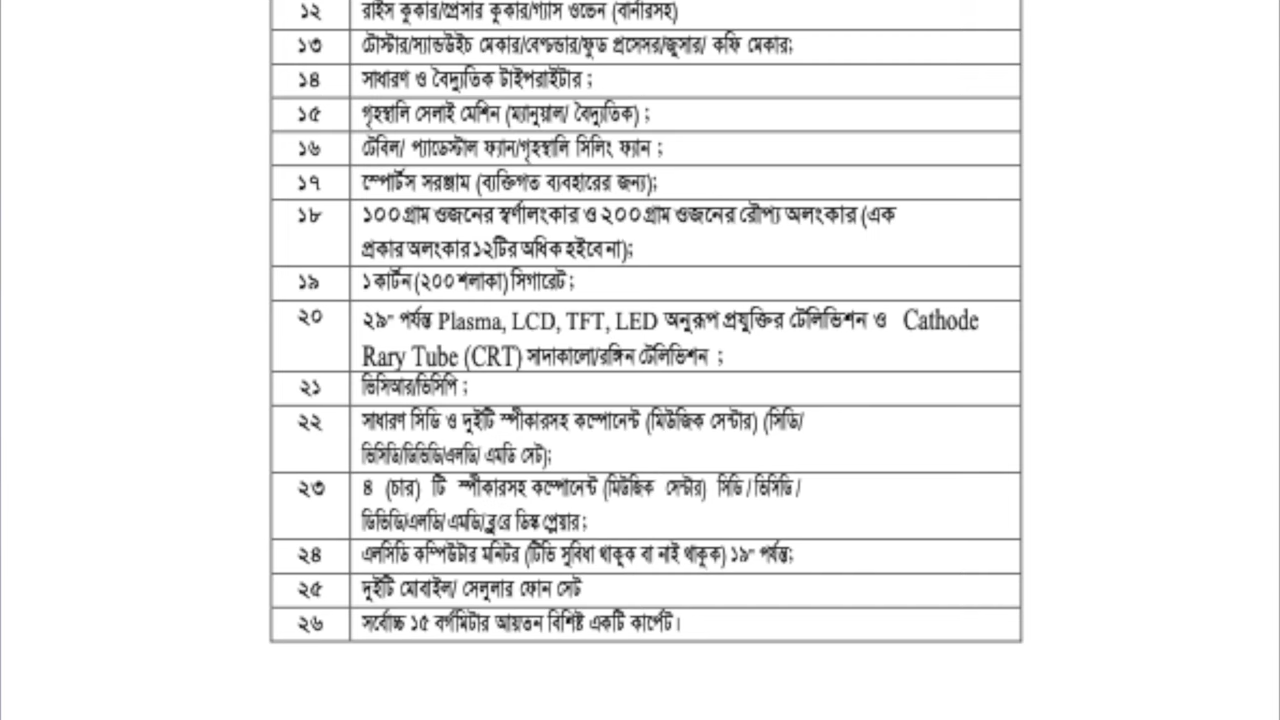 ১২ রাইস কুকার/প্রেসার কুকার/গ্যাস ওভেন (বার্নারসহ)
১৩ টোস্টার/স্যান্ডউইচ মেকার/বেন্ডার/ফুড প্রসেসর/জুসার/ কফি মেকার;
১৪ সাধারণ ও বৈদ্যুতিক টাইপরাইটার ;
১৫ গৃহস্থালি সেলাই মেশিন (ম্যানুয়াল/ বৈদ্যুতিক) ;
১৬ টেবিল/ প্যাডেস্টাল ফ্যান/গৃহস্থালি সিলিং ফ্যান ;
১৭ স্পোর্টস সরঞ্জাম (ব্যক্তিগত ব্যবহারের জন্য);
১৮ ১০০ গ্রাম ওজনের স্বর্ণালংকার ও ২০০ গ্রাম ওজনের রৌপ্য অলংকার (এক
প্রকার অলংকার ১২টির অধিক হইবে না);
১৯ ১ কার্টন (২০০ শলাকা) সিগারেট ;
২০ ২৯" পর্যন্ত Plasma, LCD, TFT, LED অনুরূপ প্রযুক্তির টেলিভিশন ও Cathode
Rary Tube (CRT) সাদাকালো/রঙ্গিন টেলিভিশন ;
২১ ভিসিআর/ভিসিপি ;
২২ সাধারণ সিডি ও দুইটি স্পীকারসহ কম্পোনেন্ট (মিউজিক সেন্টার) (সিডি/
ভিসিডি/ডিভিডি/এলডি/ এমডি সেট);
২৩ ৪ (চার) টি স্পীকারসহ কম্পোনেন্ট (মিউজিক সেন্টার) সিডি / ভিসিডি /
ডিভিডি/এলডি/ এমডি/ব্লুরে ডিস্ক প্লেয়ার ;
২৪ এলসিডি কম্পিউটার মনিটর (টিভি সুবিধা থাকুক বা নাই থাকুক) ১৯" পর্যন্ত;
২৫ দুইটি মোবাইল/ সেলুলার ফোন সেট
২৬ সর্বোচ্চ ১৫ বর্গমিটার আয়তন বিশিষ্ট একটি কার্পেট।